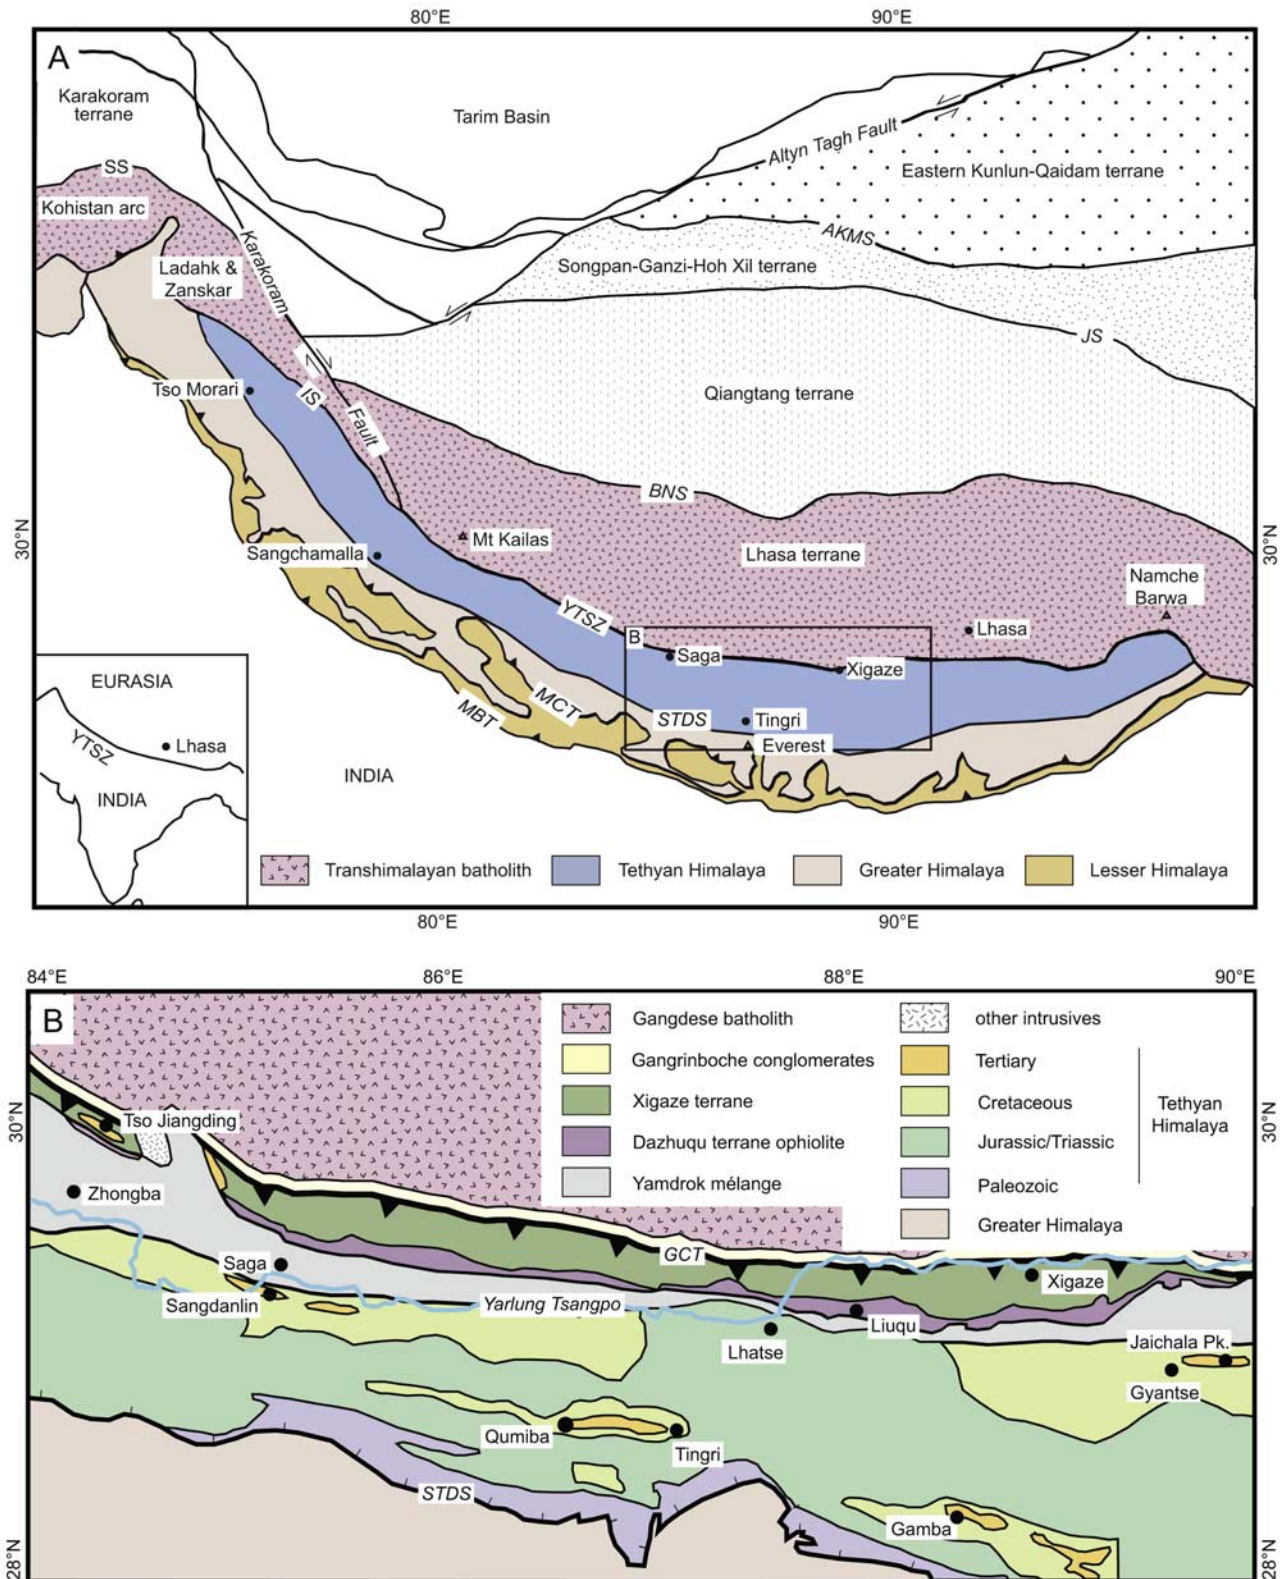 80°E
90°E
A
Karakoram
terrane
Tarim Basin
Altyn Tagh Fault
Eastern Kunlun-Qaidam terrane
SS
Kohistan arc
Karakoram
AKMS
Ladahk &
Zanskar
Songpan-Ganzi-Hoh Xil terrane
JS
Tso Morari
IS
Fault
Qiangtang terrane
BNS
30°N
30°N
Sangchamalla
Mt Kailas
Lhasa terrane
Namche
Barwa
YTSZ
B
Lhasa
Saga
Xigaze
MCT
MBT
STDS
Tingri
Everest
EURASIA
YTSZ
Lhasa
INDIA
INDIA
Transhimalayan batholith
Tethyan Himalaya
Greater Himalaya
Lesser Himalaya
80°E
90°E
84°E
86°E
88°E
90°E
B
Gangdese batholith
other intrusives
Gangrinboche conglomerates
Tertiary
Xigaze terrane
Cretaceous
Tethyan
Himalaya
Dazhuqu terrane ophiolite
Jurassic/Triassic
Yamdrok mélange
Paleozoic
Greater Himalaya
30°N
30°N
Tso Jiangding
Zhongba
GCT
Saga
Xigaze
Sangdanlin
Yarlung Tsangpo
Liuqu
Lhatse
Jaichala Pk.
Gyantse
Qumiba
Tingri
STDS
Gamba
28°N
28°N